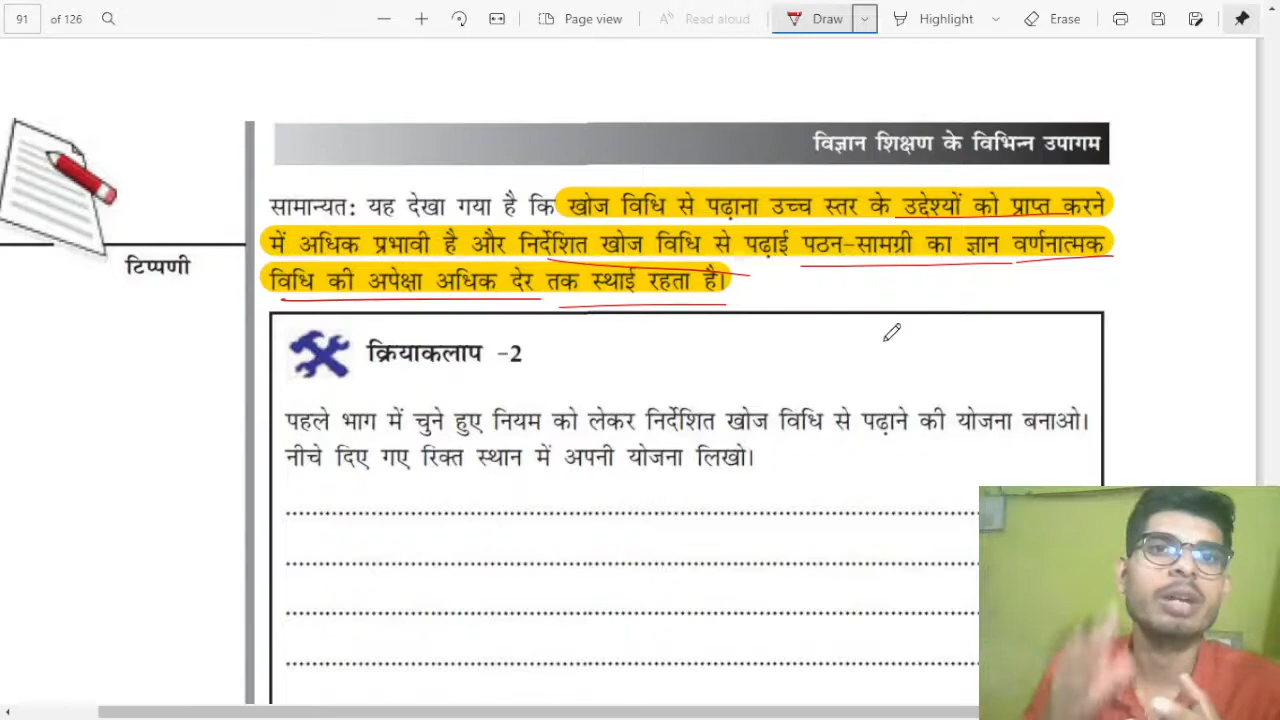 91 of 126 Page view Read aloud Draw Highlight Erase
विज्ञान शिक्षण के विभिन्न उपागम
सामान्यत: यह देखा गया है कि खोज विधि से पढ़ाना उच्च स्तर के उद्देश्यों को प्राप्त करने
में अधिक प्रभावी है और निर्देशित खोज विधि से पढ़ाई पठन-सामग्री का ज्ञान वर्णनात्मक
विधि की अपेक्षा अधिक देर तक स्थाई रहता है।
टिप्पणी
क्रियाकलाप -2
पहले भाग में चुने हुए नियम को लेकर निर्देशित खोज विधि से पढ़ाने की योजना बनाओ।
नीचे दिए गए रिक्त स्थान में अपनी योजना लिखो।